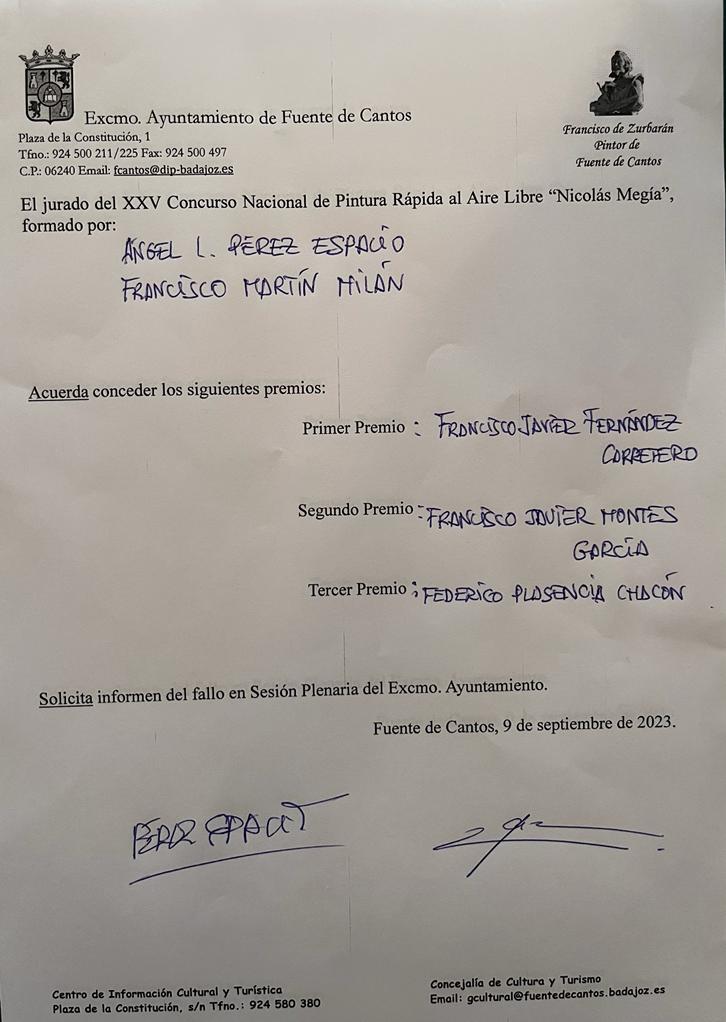 Excmo. Ayuntamiento de Fuente de Cantos
Plaza de la Constitución, 1
Tfno.: 924 500 211/225 Fax: 924 500 497
C.P.: 06240 Email: fcantos@dip-badajoz.es
Francisco de Zurbarán
Pintor de
Fuente de Cantos
El jurado del XXV Concurso Nacional de Pintura Rápida al Aire Libre “Nicolás Megía”,
formado por:
ÁNGEL L. PÉREZ ESPACIO
FRANCISCO MARTÍN MILÁN
Acuerda conceder los siguientes premios:
Primer Premio : FRANCISCO JAVIER FERNÁNDEZ
CARRETERO
Segundo Premio : FRANCISCO JAVIER MONTES
GARCÍA
Tercer Premio : FEDERICO PLASENCIA CHACÓN
Solicita informen del fallo en Sesión Plenaria del Excmo. Ayuntamiento.
Fuente de Cantos, 9 de septiembre de 2023.
Centro de Información Cultural y Turística
Plaza de la Constitución, s/n Tfno.: 924 580 380
Concejalía de Cultura y Turismo
Email: gcultural@fuentedecantos.badajoz.es